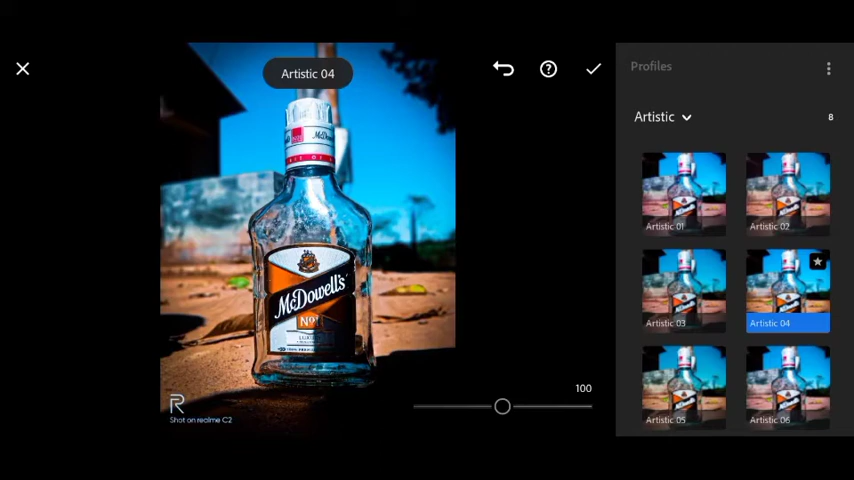 Artistic 04
Profiles
Artistic
8
Artistic 01
Artistic 02
Artistic 03
Artistic 04
Artistic 05
Artistic 06
100
McDowell's
No1
Shot on realme C2